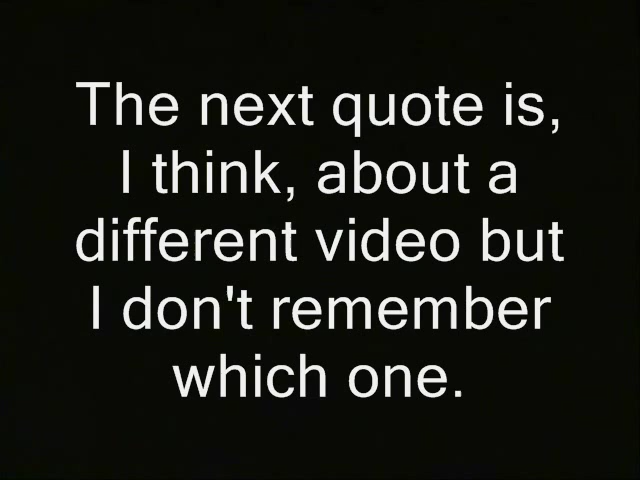 The next quote is,
I think, about a
different video but
I don't remember
which one.